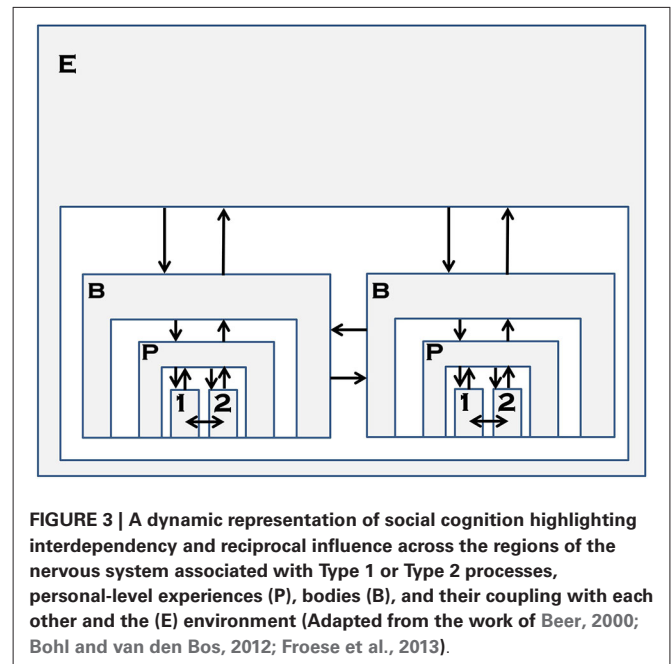 E
B B
P P
1 2 1 2
FIGURE 3 | A dynamic representation of social cognition highlighting
interdependency and reciprocal influence across the regions of the
nervous system associated with Type 1 or Type 2 processes,
personal-level experiences (P), bodies (B), and their coupling with each
other and the (E) environment (Adapted from the work of Beer, 2000;
Bohl and van den Bos, 2012; Froese et al., 2013).